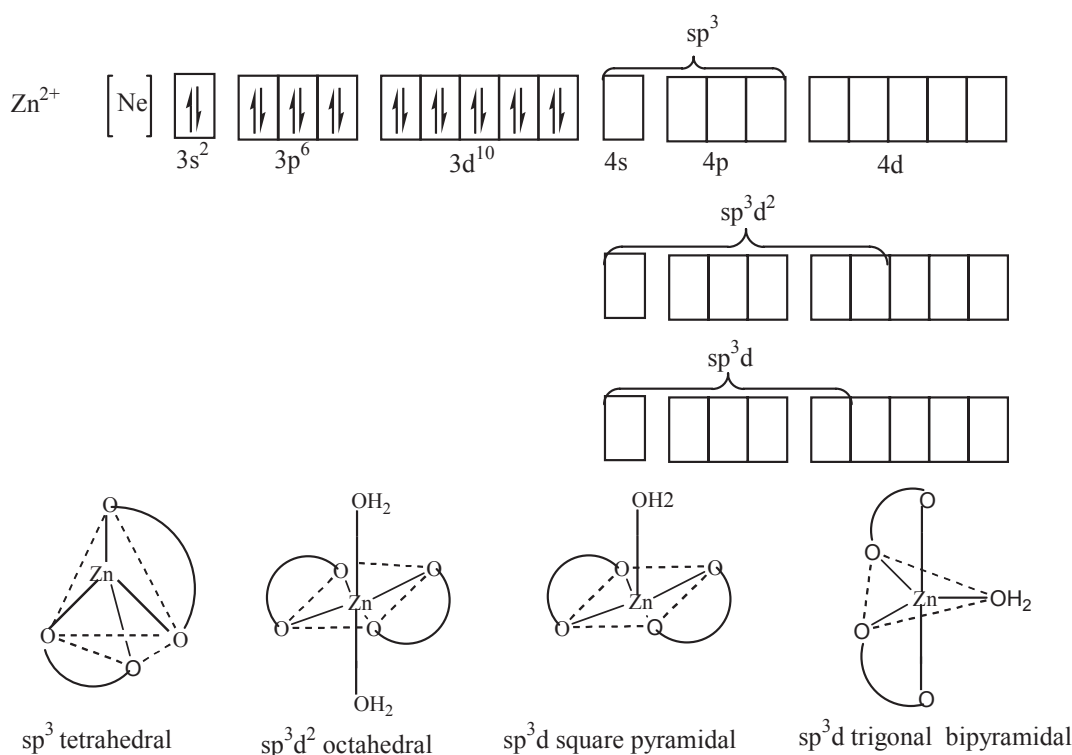 sp³
Zn²⁺ [Ne]
3s² 3p⁶ 3d¹⁰ 4s 4p 4d
sp³d²
sp³d
O
Zn
O
O
O
OH₂
O
O
Zn
O
O
OH₂
OH2
O
O
Zn
O
O
O
O
Zn
OH₂
O
O
sp³ tetrahedral
sp³d² octahedral
sp³d square pyramidal
sp³d trigonal bipyramidal